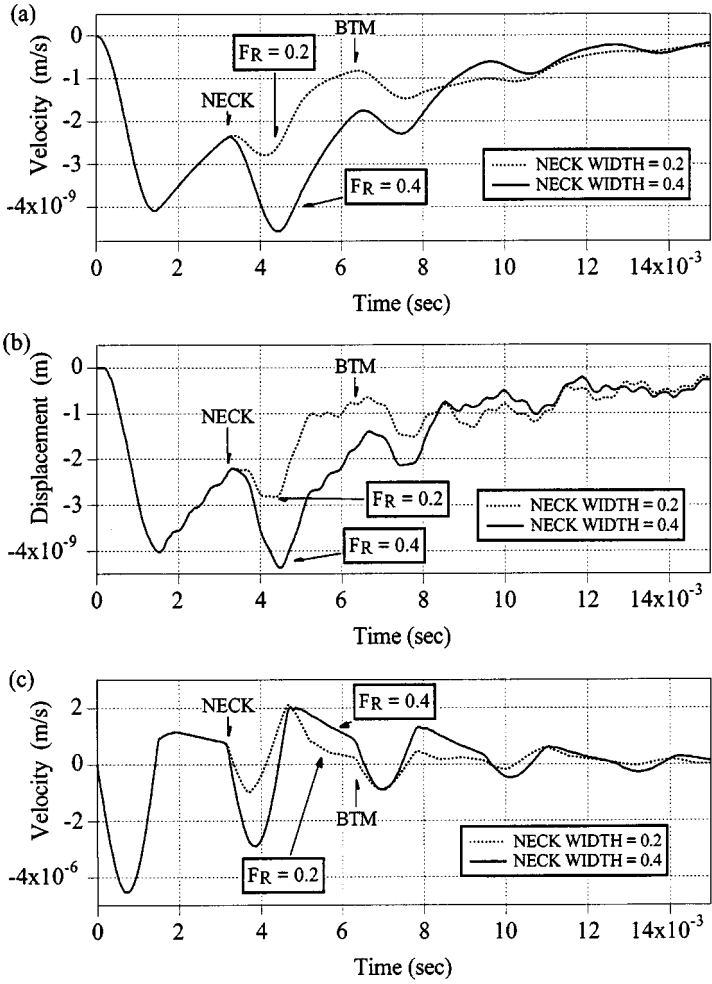 (a)
0
-1
-2
-3
-4x10-9
Velocity (m/s)
FR = 0.2
BTM
NECK
FR = 0.4
NECK WIDTH = 0.2
NECK WIDTH = 0.4
0 2 4 6 8 10 12 14x10-3
Time (sec)
(b)
0
-1
-2
-3
-4x10-9
Displacement (m)
BTM
NECK
FR = 0.2
FR = 0.4
NECK WIDTH = 0.2
NECK WIDTH = 0.4
0 2 4 6 8 10 12 14x10-3
Time (sec)
(c)
2
0
-2
-4x10-6
Velocity (m/s)
NECK
FR = 0.4
BTM
FR = 0.2
NECK WIDTH = 0.2
NECK WIDTH = 0.4
0 2 4 6 8 10 12 14x10-3
Time (sec)